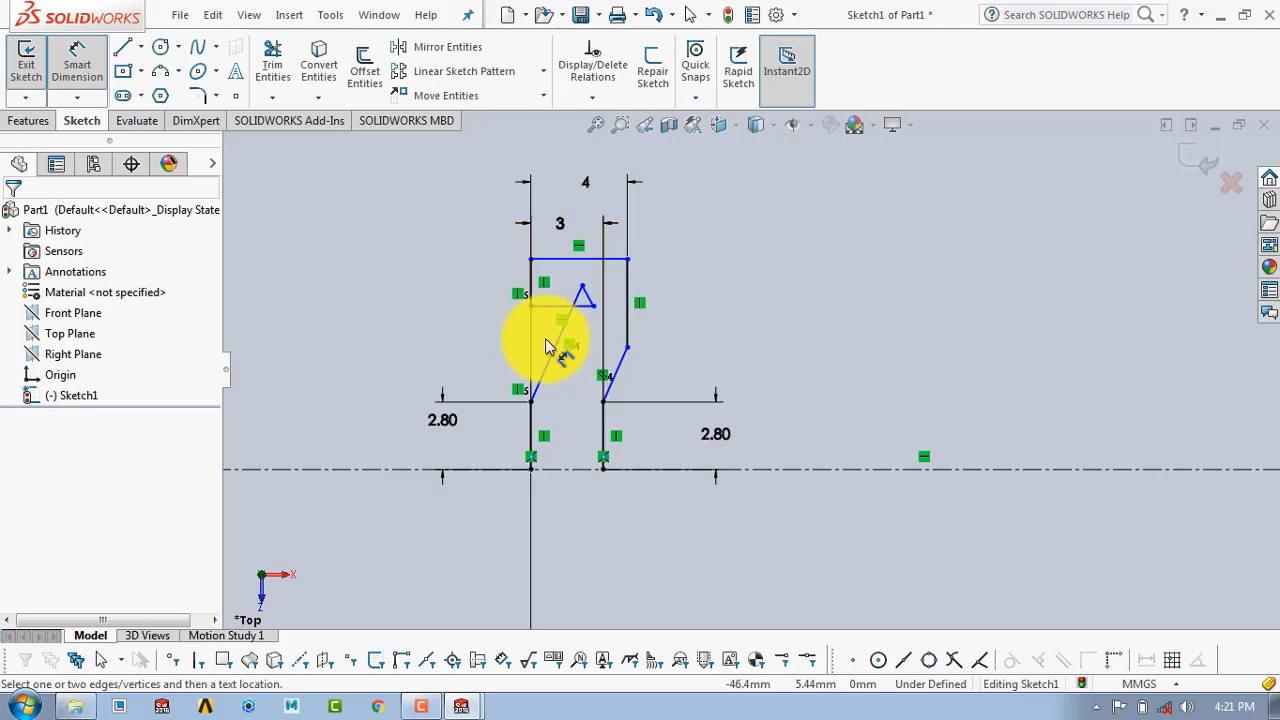 SOLIDWORKS
File Edit View Insert Tools Window Help
Sketch1 of Part1 *
Search SOLIDWORKS Help
?
Exit Sketch
Smart Dimension
Trim Entities
Convert Entities
Offset Entities
Mirror Entities
Linear Sketch Pattern
Move Entities
Display/Delete Relations
Repair Sketch
Quick Snaps
Rapid Sketch
Instant2D
Features Sketch Evaluate DimXpert SOLIDWORKS Add-Ins SOLIDWORKS MBD
Part1 (Default<<Default>_Display State
History
Sensors
Annotations
Material <not specified>
Front Plane
Top Plane
Right Plane
Origin
(-) Sketch1
4
3
2.80
2.80
X
Z
*Top
Model 3D Views Motion Study 1
Select one or two edges/vertices and then a text location.
-46.4mm 5.44mm 0mm Under Defined Editing Sketch1 MMGS
4:21 PM